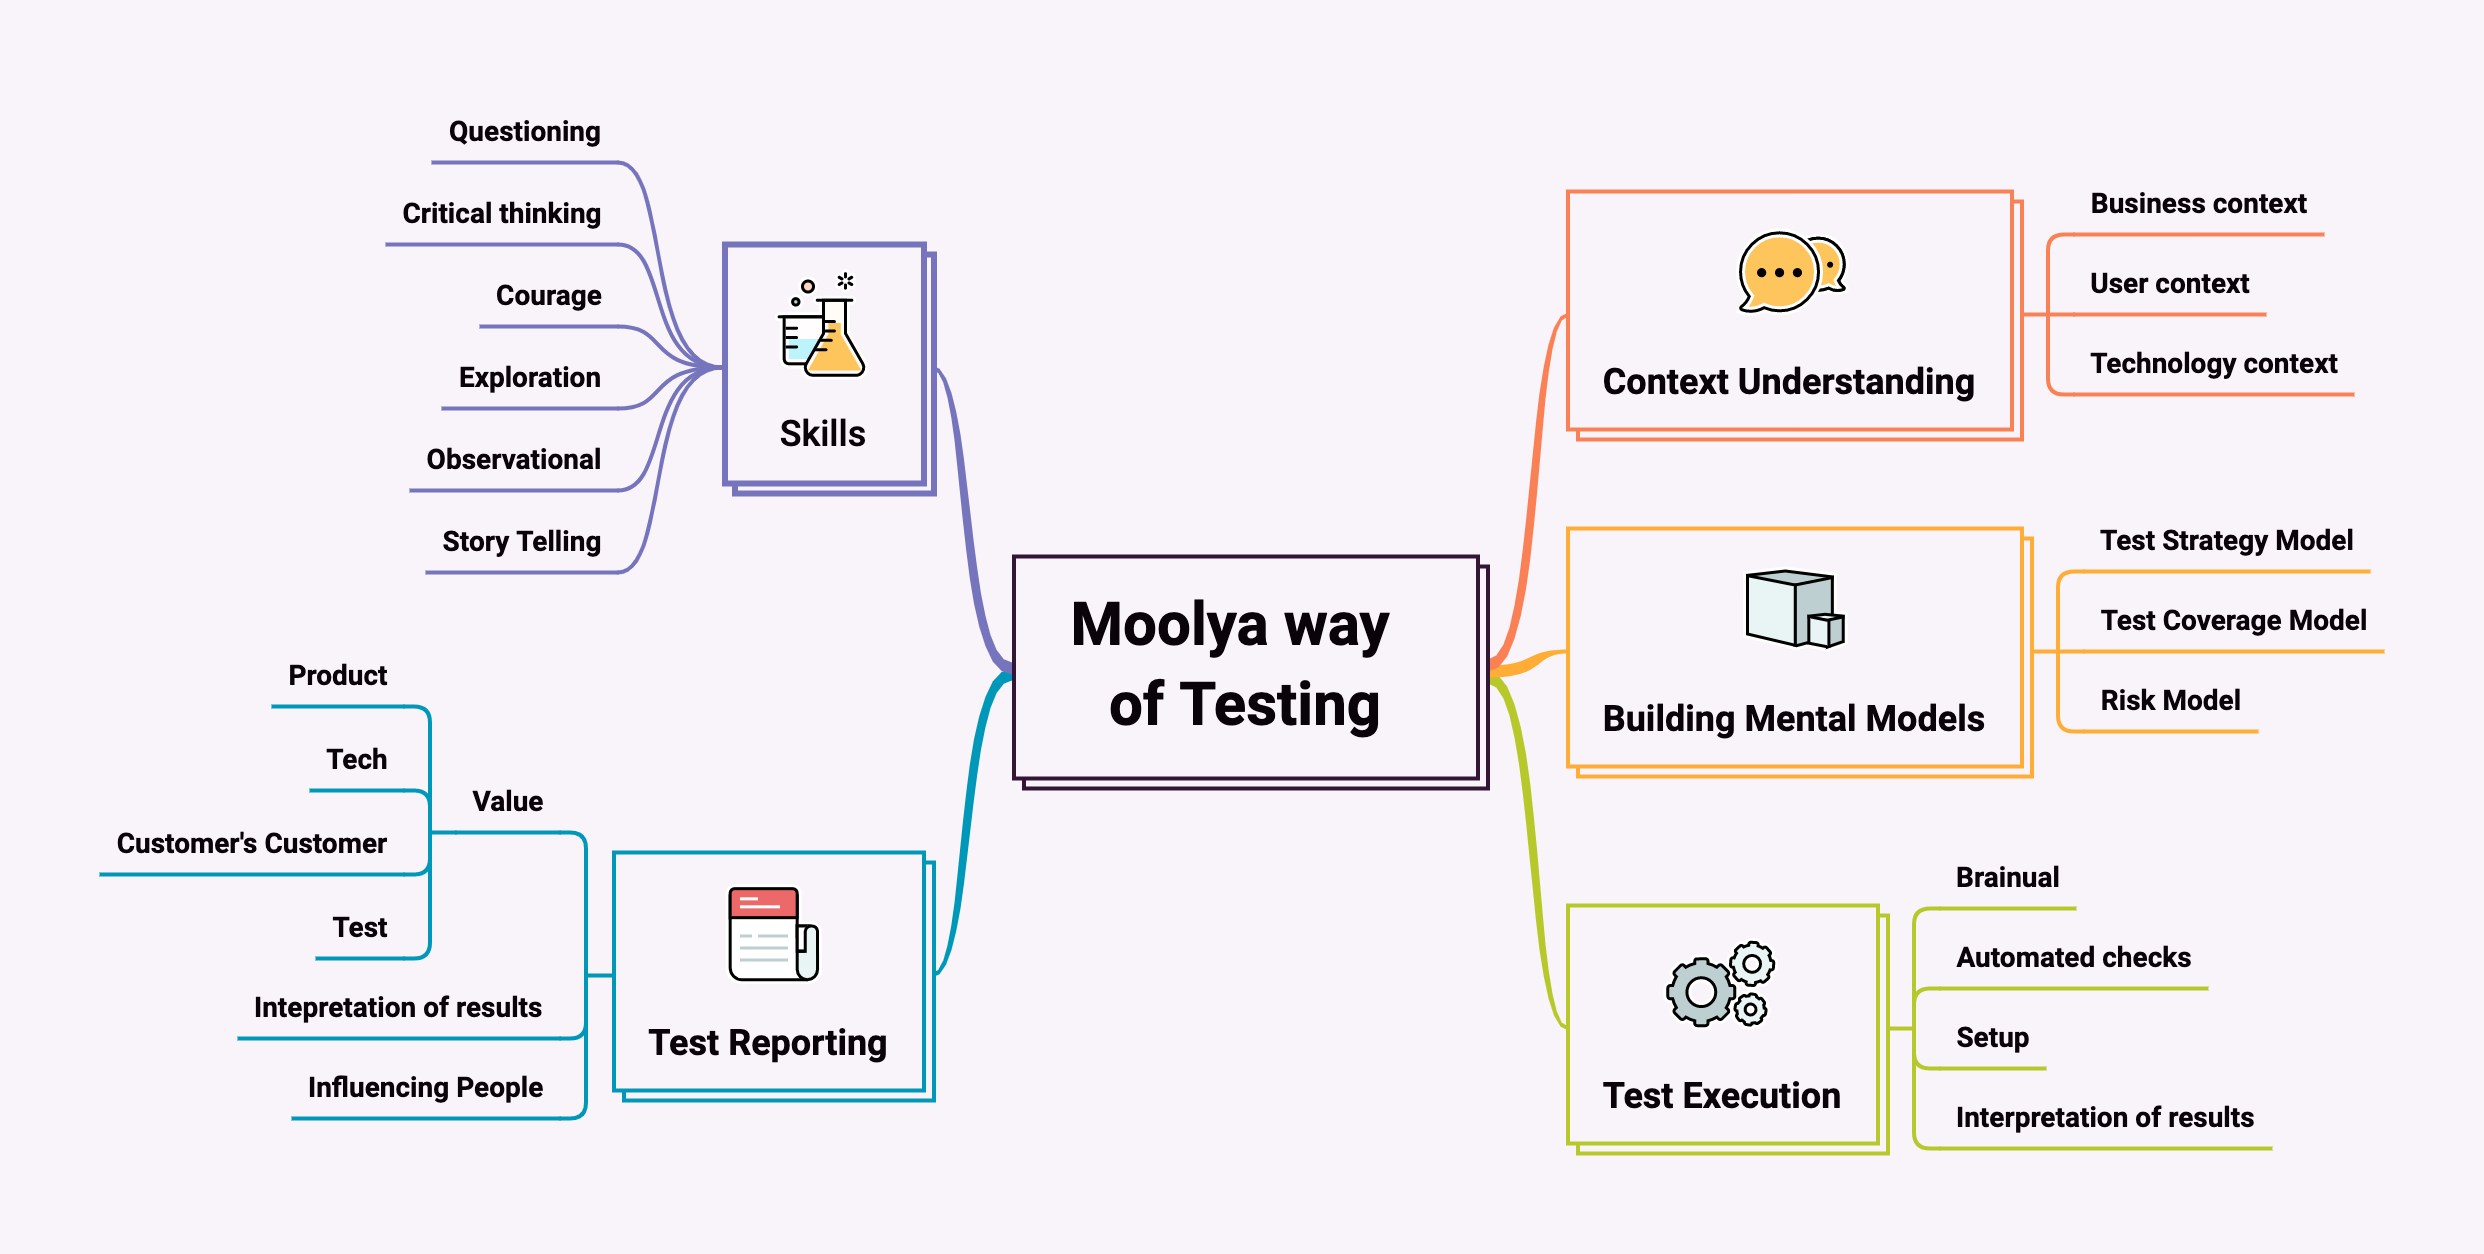 Moolya way
of Testing
Context Understanding
Business context
User context
Technology context
Building Mental Models
Test Strategy Model
Test Coverage Model
Risk Model
Test Execution
Brainual
Automated checks
Setup
Interpretation of results
Skills
Questioning
Critical thinking
Courage
Exploration
Observational
Story Telling
Test Reporting
Value
Product
Tech
Customer's Customer
Test
Intepretation of results
Influencing People